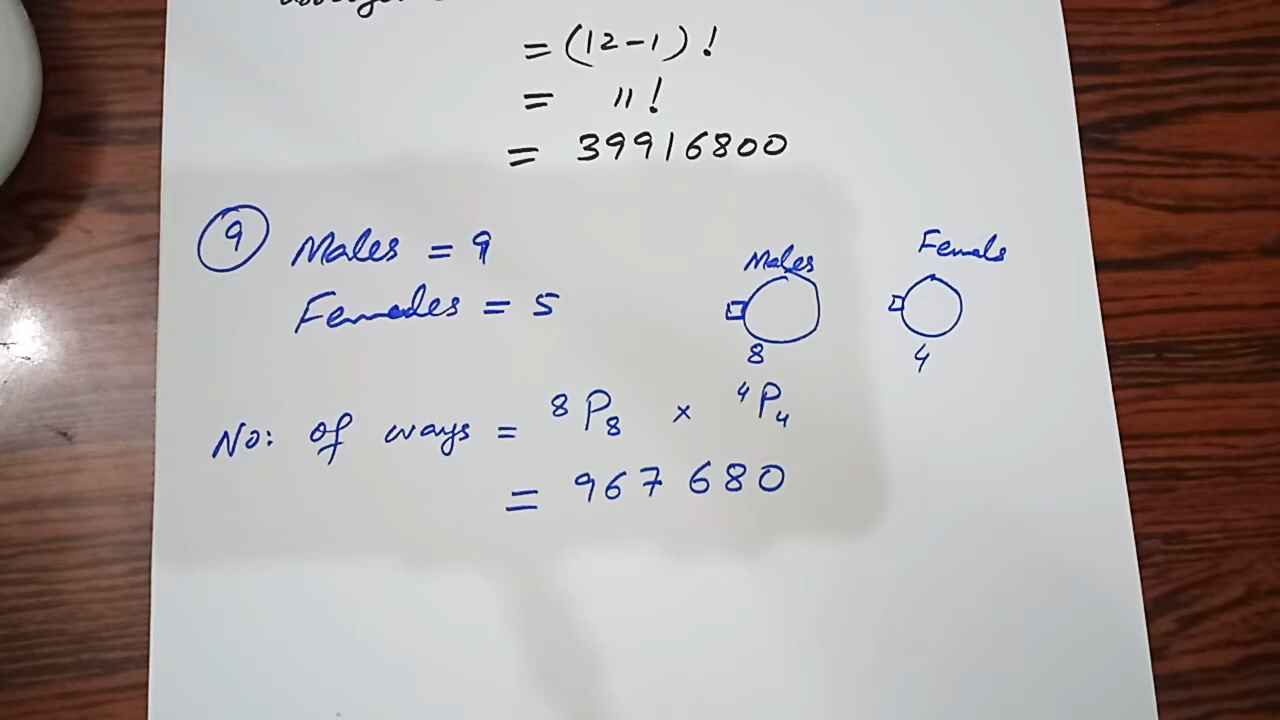 = (12-1)!
= 11!
= 39916800
9 Males = 9
Females = 5
Males
Femals
8
4
No: of ways = ⁸P₈ × ⁴P₄
= 967 680